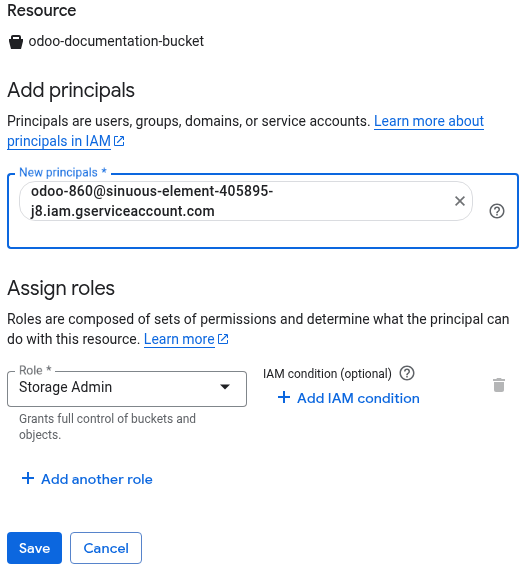 Resource
odoo-documentation-bucket
Add principals
Principals are users, groups, domains, or service accounts. Learn more about
principals in IAM
New principals *
odoo-860@sinuous-element-405895-
j8.iam.gserviceaccount.com
Assign roles
Roles are composed of sets of permissions and determine what the principal can
do with this resource. Learn more
Role *
Storage Admin
IAM condition (optional)
+ Add IAM condition
Grants full control of buckets and
objects.
+ Add another role
Save
Cancel